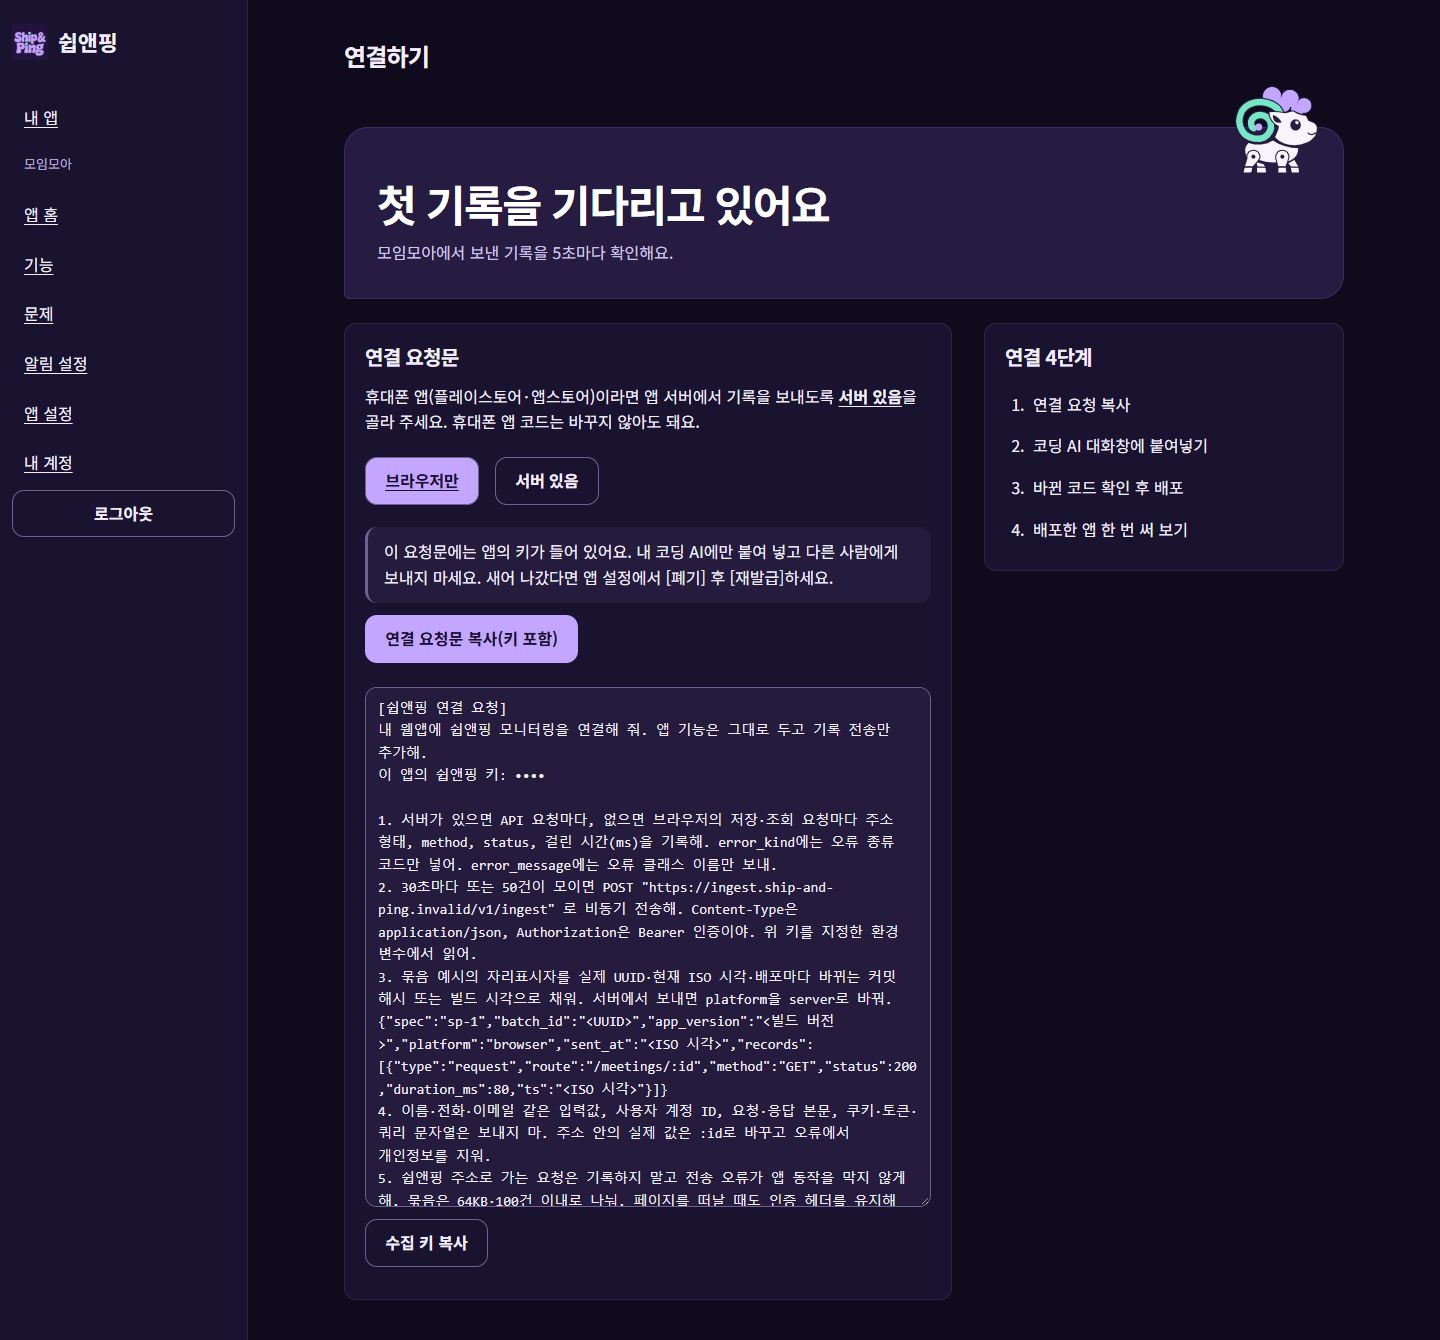 Ship&
Ping
쉽앤핑
내 앱
모임모아
앱 홈
기능
문제
알림 설정
앱 설정
내 계정
로그아웃
연결하기
첫 기록을 기다리고 있어요
모임모아에서 보낸 기록을 5초마다 확인해요.
연결 요청문
휴대폰 앱(플레이스토어·앱스토어)이라면 앱 서버에서 기록을 보내도록 서버 있음을
골라 주세요. 휴대폰 앱 코드는 바꾸지 않아도 돼요.
브라우저만
서버 있음
이 요청문에는 앱의 키가 들어 있어요. 내 코딩 AI에만 붙여 넣고 다른 사람에게
보내지 마세요. 새어 나갔다면 앱 설정에서 [폐기] 후 [재발급]하세요.
연결 요청문 복사(키 포함)
[쉽앤핑 연결 요청]
내 웹앱에 쉽앤핑 모니터링을 연결해 줘. 앱 기능은 그대로 두고 기록 전송만
추가해.
이 앱의 쉽앤핑 키: ••••
1. 서버가 있으면 API 요청마다, 없으면 브라우저의 저장·조회 요청마다 주소
형태, method, status, 걸린 시간(ms)을 기록해. error_kind에는 오류 종류
코드만 넣어. error_message에는 오류 클래스 이름만 보내.
2. 30초마다 또는 50건이 모이면 POST "https://ingest.ship-and-
ping.invalid/v1/ingest" 로 비동기 전송해. Content-Type은
application/json, Authorization은 Bearer 인증이야. 위 키를 지정한 환경
변수에서 읽어.
3. 묶음 예시의 자리표시자를 실제 UUID·현재 ISO 시각·배포마다 바뀌는 커밋
해시 또는 빌드 시각으로 채워. 서버에서 보내면 platform을 server로 바꿔.
{"spec":"sp-1","batch_id":"<UUID>","app_version":"<빌드 버전
>","platform":"browser","sent_at":"<ISO 시각>","records":
[{"type":"request","route":"/meetings/:id","method":"GET","status":200
,"duration_ms":80,"ts":"<ISO 시각>"}]}
4. 이름·전화·이메일 같은 입력값, 사용자 계정 ID, 요청·응답 본문, 쿠키·토큰·
쿼리 문자열은 보내지 마. 주소 안의 실제 값은 :id로 바꾸고 오류에서
개인정보를 지워.
5. 쉽앤핑 주소로 가는 요청은 기록하지 말고 전송 오류가 앱 동작을 막지 않게
해. 묶음은 64KB·100건 이내로 나눠. 페이지를 떠날 때도 인증 헤더를 유지해
수집 키 복사
연결 4단계
1. 연결 요청 복사
2. 코딩 AI 대화창에 붙여넣기
3. 바뀐 코드 확인 후 배포
4. 배포한 앱 한 번 써 보기